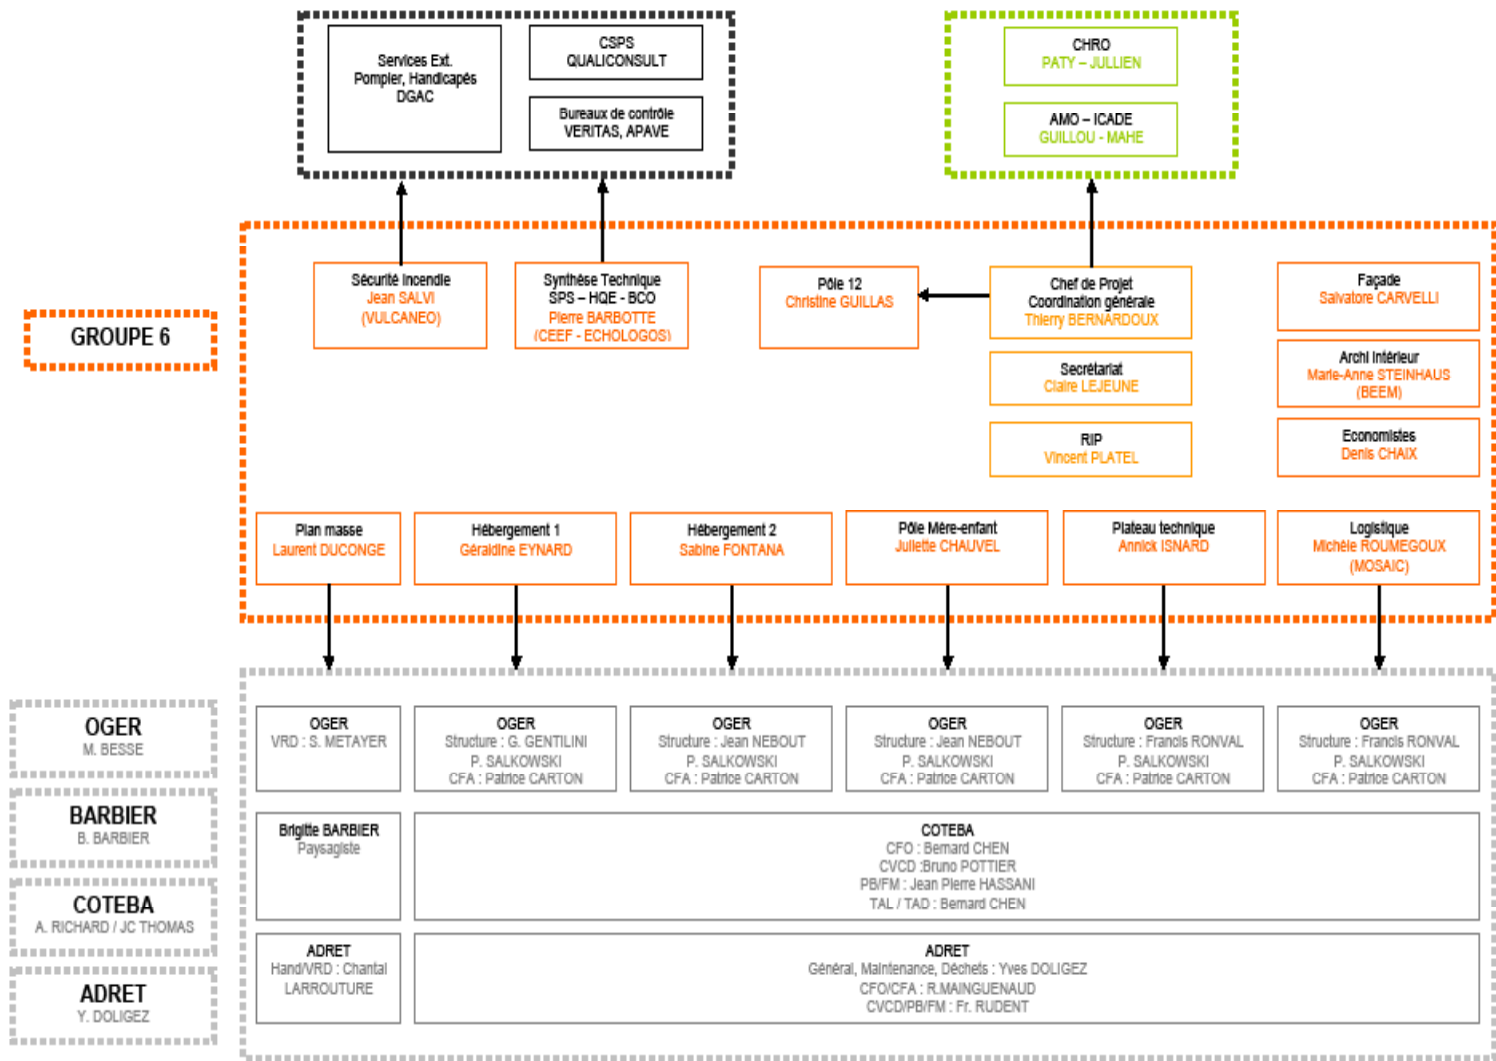 Services Ext.
Pompier, Handicapés
DGAC
CSPS
QUALICONSULT
Bureaux de contrôle
VERITAS, APAVE
CHRO
PATY – JULLIEN
AMO – ICADE
GUILLOU - MAHE
GROUPE 6
Sécurité Incendie
Jean SALVI
(VULCANEO)
Synthèse Technique
SPS – HQE - BCO
Pierre BARBOTTE
(CEEF - ECHOLOGOS)
Pôle 12
Christine GUILLAS
Chef de Projet
Coordination générale
Thierry BERNARDOUX
Secrétariat
Claire LEJEUNE
RIP
Vincent PLATEL
Façade
Salvatore CARVELLI
Archi Intérieur
Marie-Anne STEINHAUS
(BEEM)
Economistes
Denis CHAIX
Plan masse
Laurent DUCONGE
Hébergement 1
Géraldine EYNARD
Hébergement 2
Sabine FONTANA
Pôle Mère-enfant
Juliette CHAUVEL
Plateau technique
Annick ISNARD
Logistique
Michèle ROUMEGOUX
(MOSAIC)
OGER
M. BESSE
OGER
VRD : S. METAYER
OGER
Structure : G. GENTILINI
P. SALKOWSKI
CFA : Patrice CARTON
OGER
Structure : Jean NEBOUT
P. SALKOWSKI
CFA : Patrice CARTON
OGER
Structure : Jean NEBOUT
P. SALKOWSKI
CFA : Patrice CARTON
OGER
Structure : Francis RONVAL
P. SALKOWSKI
CFA : Patrice CARTON
OGER
Structure : Francis RONVAL
P. SALKOWSKI
CFA : Patrice CARTON
BARBIER
B. BARBIER
Brigitte BARBIER
Paysagiste
COTEBA
CFO : Bernard CHEN
CVCD :Bruno POTTIER
PB/FM : Jean Pierre HASSANI
TAL / TAD : Bernard CHEN
COTEBA
A. RICHARD / JC THOMAS
ADRET
Y. DOLIGEZ
ADRET
Hand/VRD : Chantal
LARROUTURE
ADRET
Général, Maintenance, Déchets : Yves DOLIGEZ
CFO/CFA : R.MAINGUENAUD
CVCD/PB/FM : Fr. RUDENT